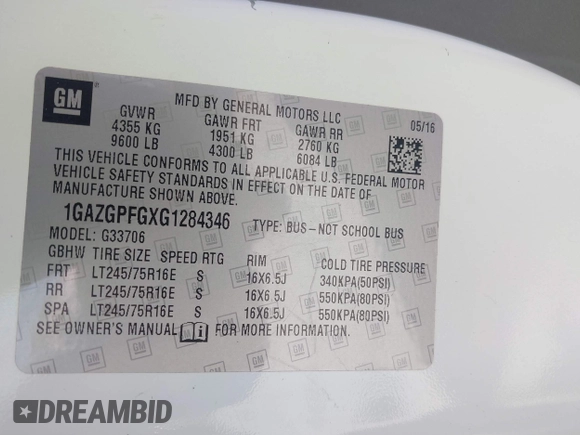 GM
MFD BY GENERAL MOTORS LLC
05/16
GVWR GAWR FRT GAWR RR
4355 KG 1951 KG 2760 KG
9600 LB 4300 LB 6084 LB
THIS VEHICLE CONFORMS TO ALL APPLICABLE U.S. FEDERAL MOTOR
VEHICLE SAFETY STANDARDS IN EFFECT ON THE DATE OF
MANUFACTURE SHOWN ABOVE.
1GAZGPFGXG1284346 TYPE: BUS-NOT SCHOOL BUS
MODEL: G33706
GBHW TIRE SIZE SPEED RTG RIM COLD TIRE PRESSURE
FRT LT245/75R16E S 16X6.5J 340KPA(50PSI)
RR LT245/75R16E S 16X6.5J 550KPA(80PSI)
SPA LT245/75R16E S 16X6.5J 550KPA(80PSI)
SEE OWNER'S MANUAL FOR MORE INFORMATION.
DREAMBID